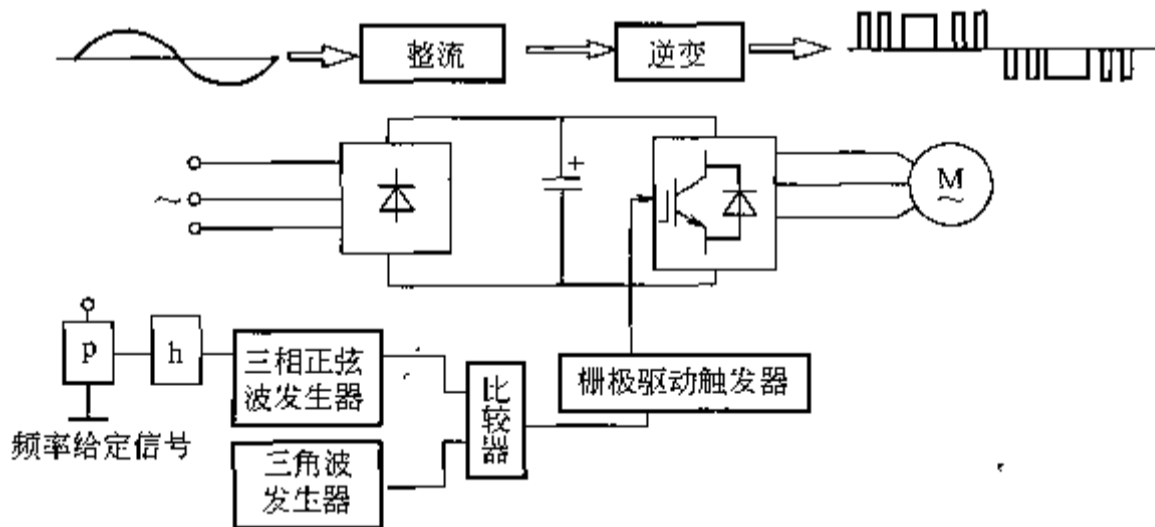 整流
逆变
+
~
M
~
p
h
三相正弦
波发生器
比较器
栅极驱动触发器
频率给定信号
三角波
发生器